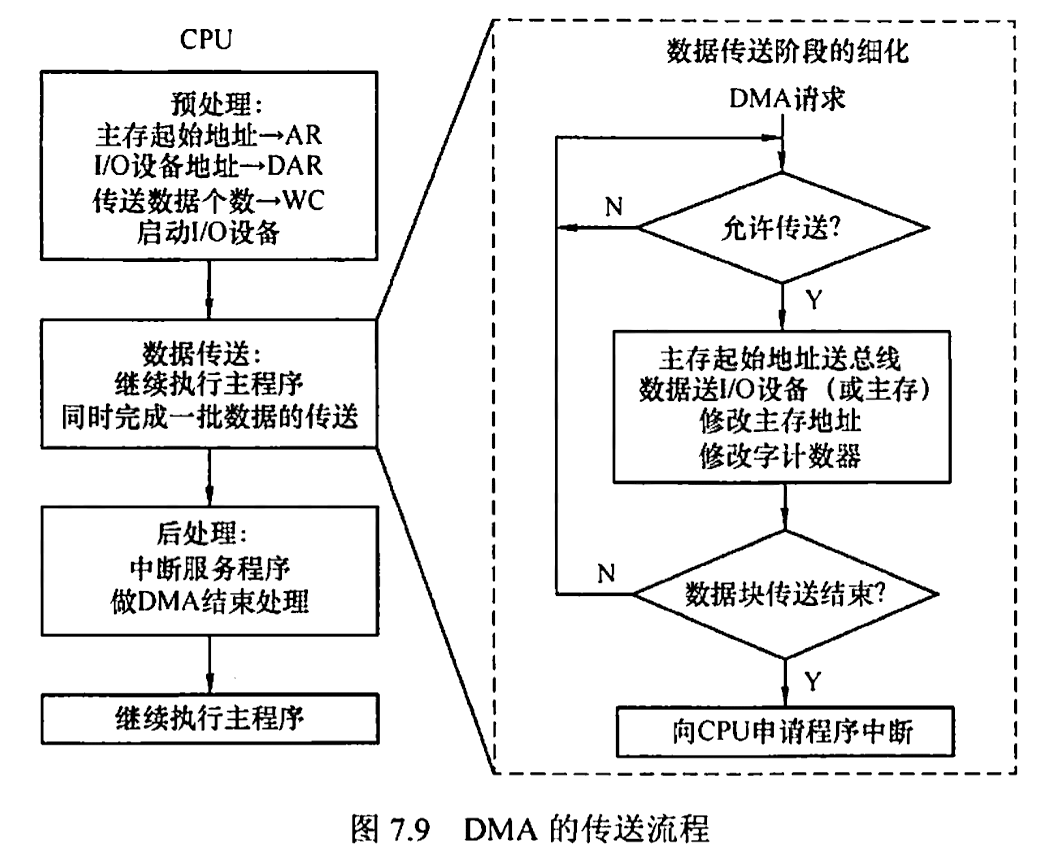 CPU
预处理：
主存起始地址→AR
I/O设备地址→DAR
传送数据个数→WC
启动I/O设备
数据传送：
继续执行主程序
同时完成一批数据的传送
后处理：
中断服务程序
做DMA结束处理
继续执行主程序
数据传送阶段的细化
DMA请求
N
允许传送？
Y
主存起始地址送总线
数据送I/O设备（或主存）
修改主存地址
修改字计数器
N
数据块传送结束？
Y
向CPU申请程序中断
图 7.9 DMA 的传送流程